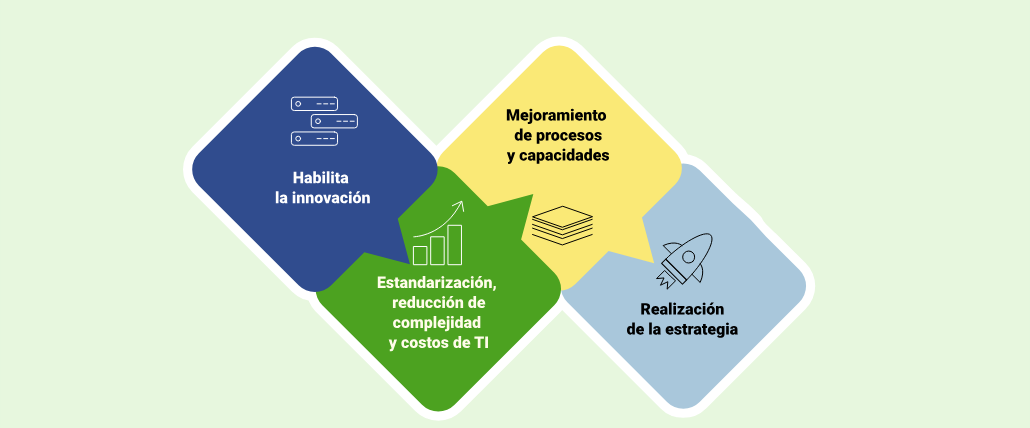 Habilita
la innovación
Estandarización,
reducción de
complejidad
y costos de TI
Mejoramiento
de procesos
y capacidades
Realización
de la estrategia